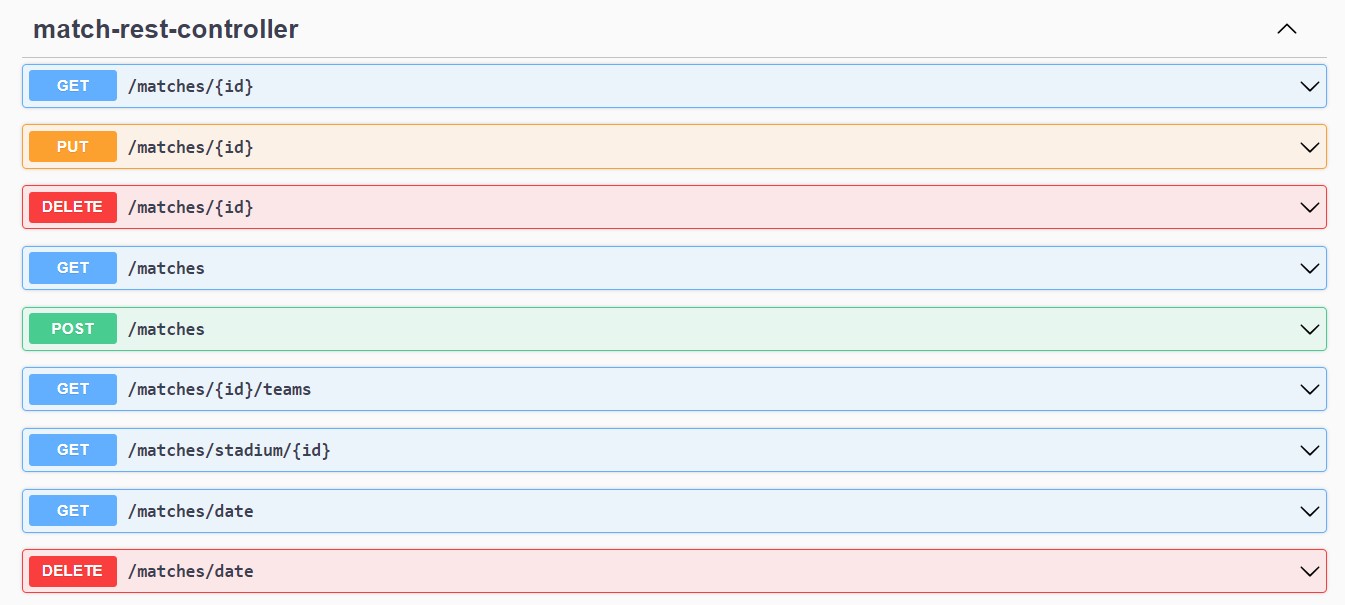 match-rest-controller
GET /matches/{id}
PUT /matches/{id}
DELETE /matches/{id}
GET /matches
POST /matches
GET /matches/{id}/teams
GET /matches/stadium/{id}
GET /matches/date
DELETE /matches/date